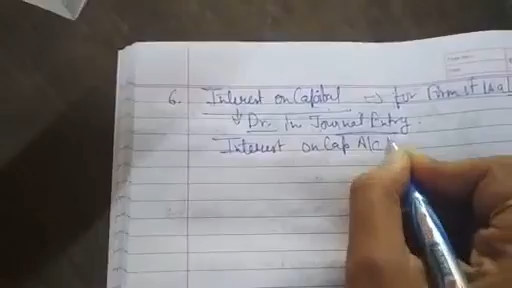 6. Interest on Capital → for firm it is a
↓ Dr. in Journal Entry.
Interest on Cap A/c